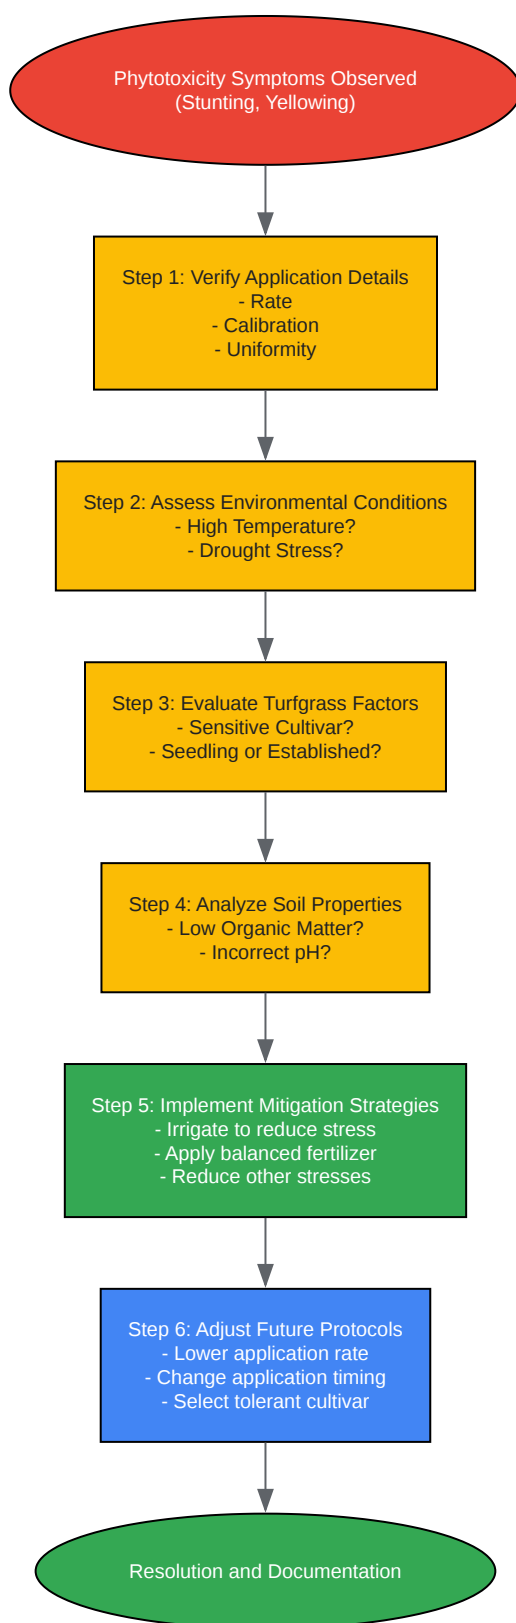 Phytotoxicity Symptoms Observed
(Stunting, Yellowing)
Step 1: Verify Application Details
- Rate
- Calibration
- Uniformity
Step 2: Assess Environmental Conditions
- High Temperature?
- Drought Stress?
Step 3: Evaluate Turfgrass Factors
- Sensitive Cultivar?
- Seedling or Established?
Step 4: Analyze Soil Properties
- Low Organic Matter?
- Incorrect pH?
Step 5: Implement Mitigation Strategies
- Irrigate to reduce stress
- Apply balanced fertilizer
- Reduce other stresses
Step 6: Adjust Future Protocols
- Lower application rate
- Change application timing
- Select tolerant cultivar
Resolution and Documentation